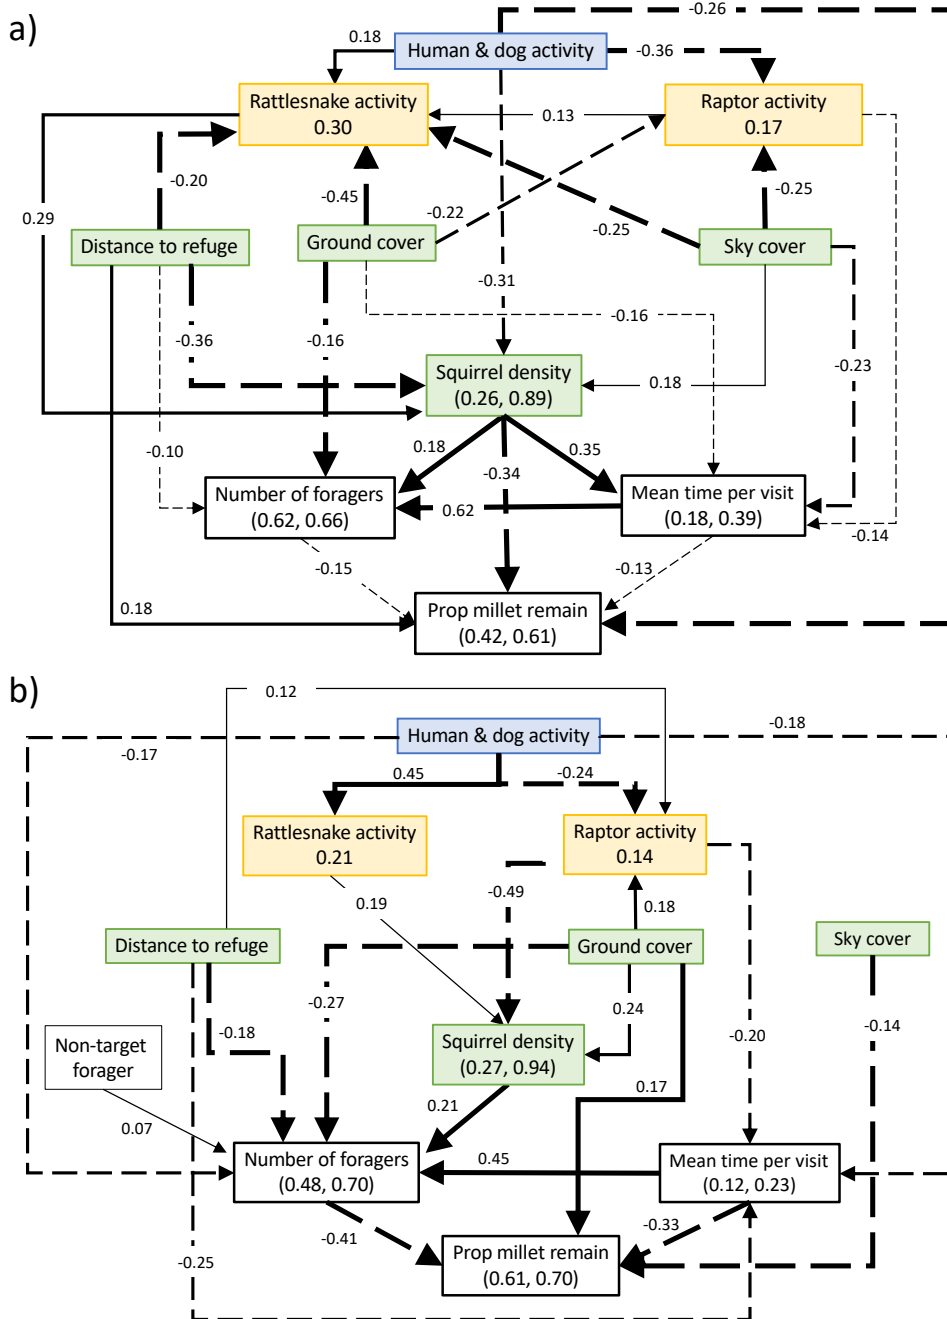 a)
-0.26
0.18
Human & dog activity
-0.36
Rattlesnake activity
0.30
0.13
Raptor activity
0.17
-0.20
-0.45
-0.22
-0.25
-0.25
0.29
Distance to refuge
Ground cover
Sky cover
-0.31
-0.36
-0.16
-0.16
Squirrel density
(0.26, 0.89)
0.18
-0.23
-0.10
0.18
-0.34
0.35
Number of foragers
(0.62, 0.66)
0.62
Mean time per visit
(0.18, 0.39)
-0.14
-0.15
-0.13
0.18
Prop millet remain
(0.42, 0.61)
b)
0.12
-0.17
Human & dog activity
-0.18
0.45
-0.24
Rattlesnake activity
0.21
Raptor activity
0.14
-0.49
0.19
0.18
Distance to refuge
Ground cover
Sky cover
-0.27
0.24
-0.18
-0.14
Non-target
forager
Squirrel density
(0.27, 0.94)
-0.20
0.17
0.21
0.07
Number of foragers
(0.48, 0.70)
0.45
Mean time per visit
(0.12, 0.23)
-0.41
-0.33
-0.25
Prop millet remain
(0.61, 0.70)